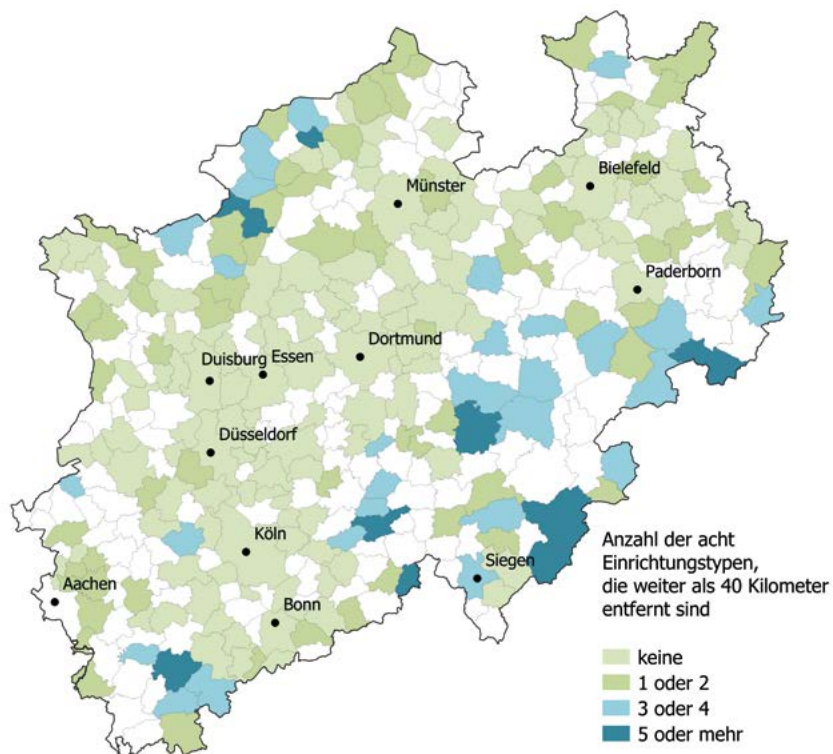 Münster
Bielefeld
Paderborn
Dortmund
Duisburg
Essen
Düsseldorf
Köln
Siegen
Aachen
Bonn
Anzahl der acht
Einrichtungstypen,
die weiter als 40 Kilometer
entfernt sind
keine
1 oder 2
3 oder 4
5 oder mehr